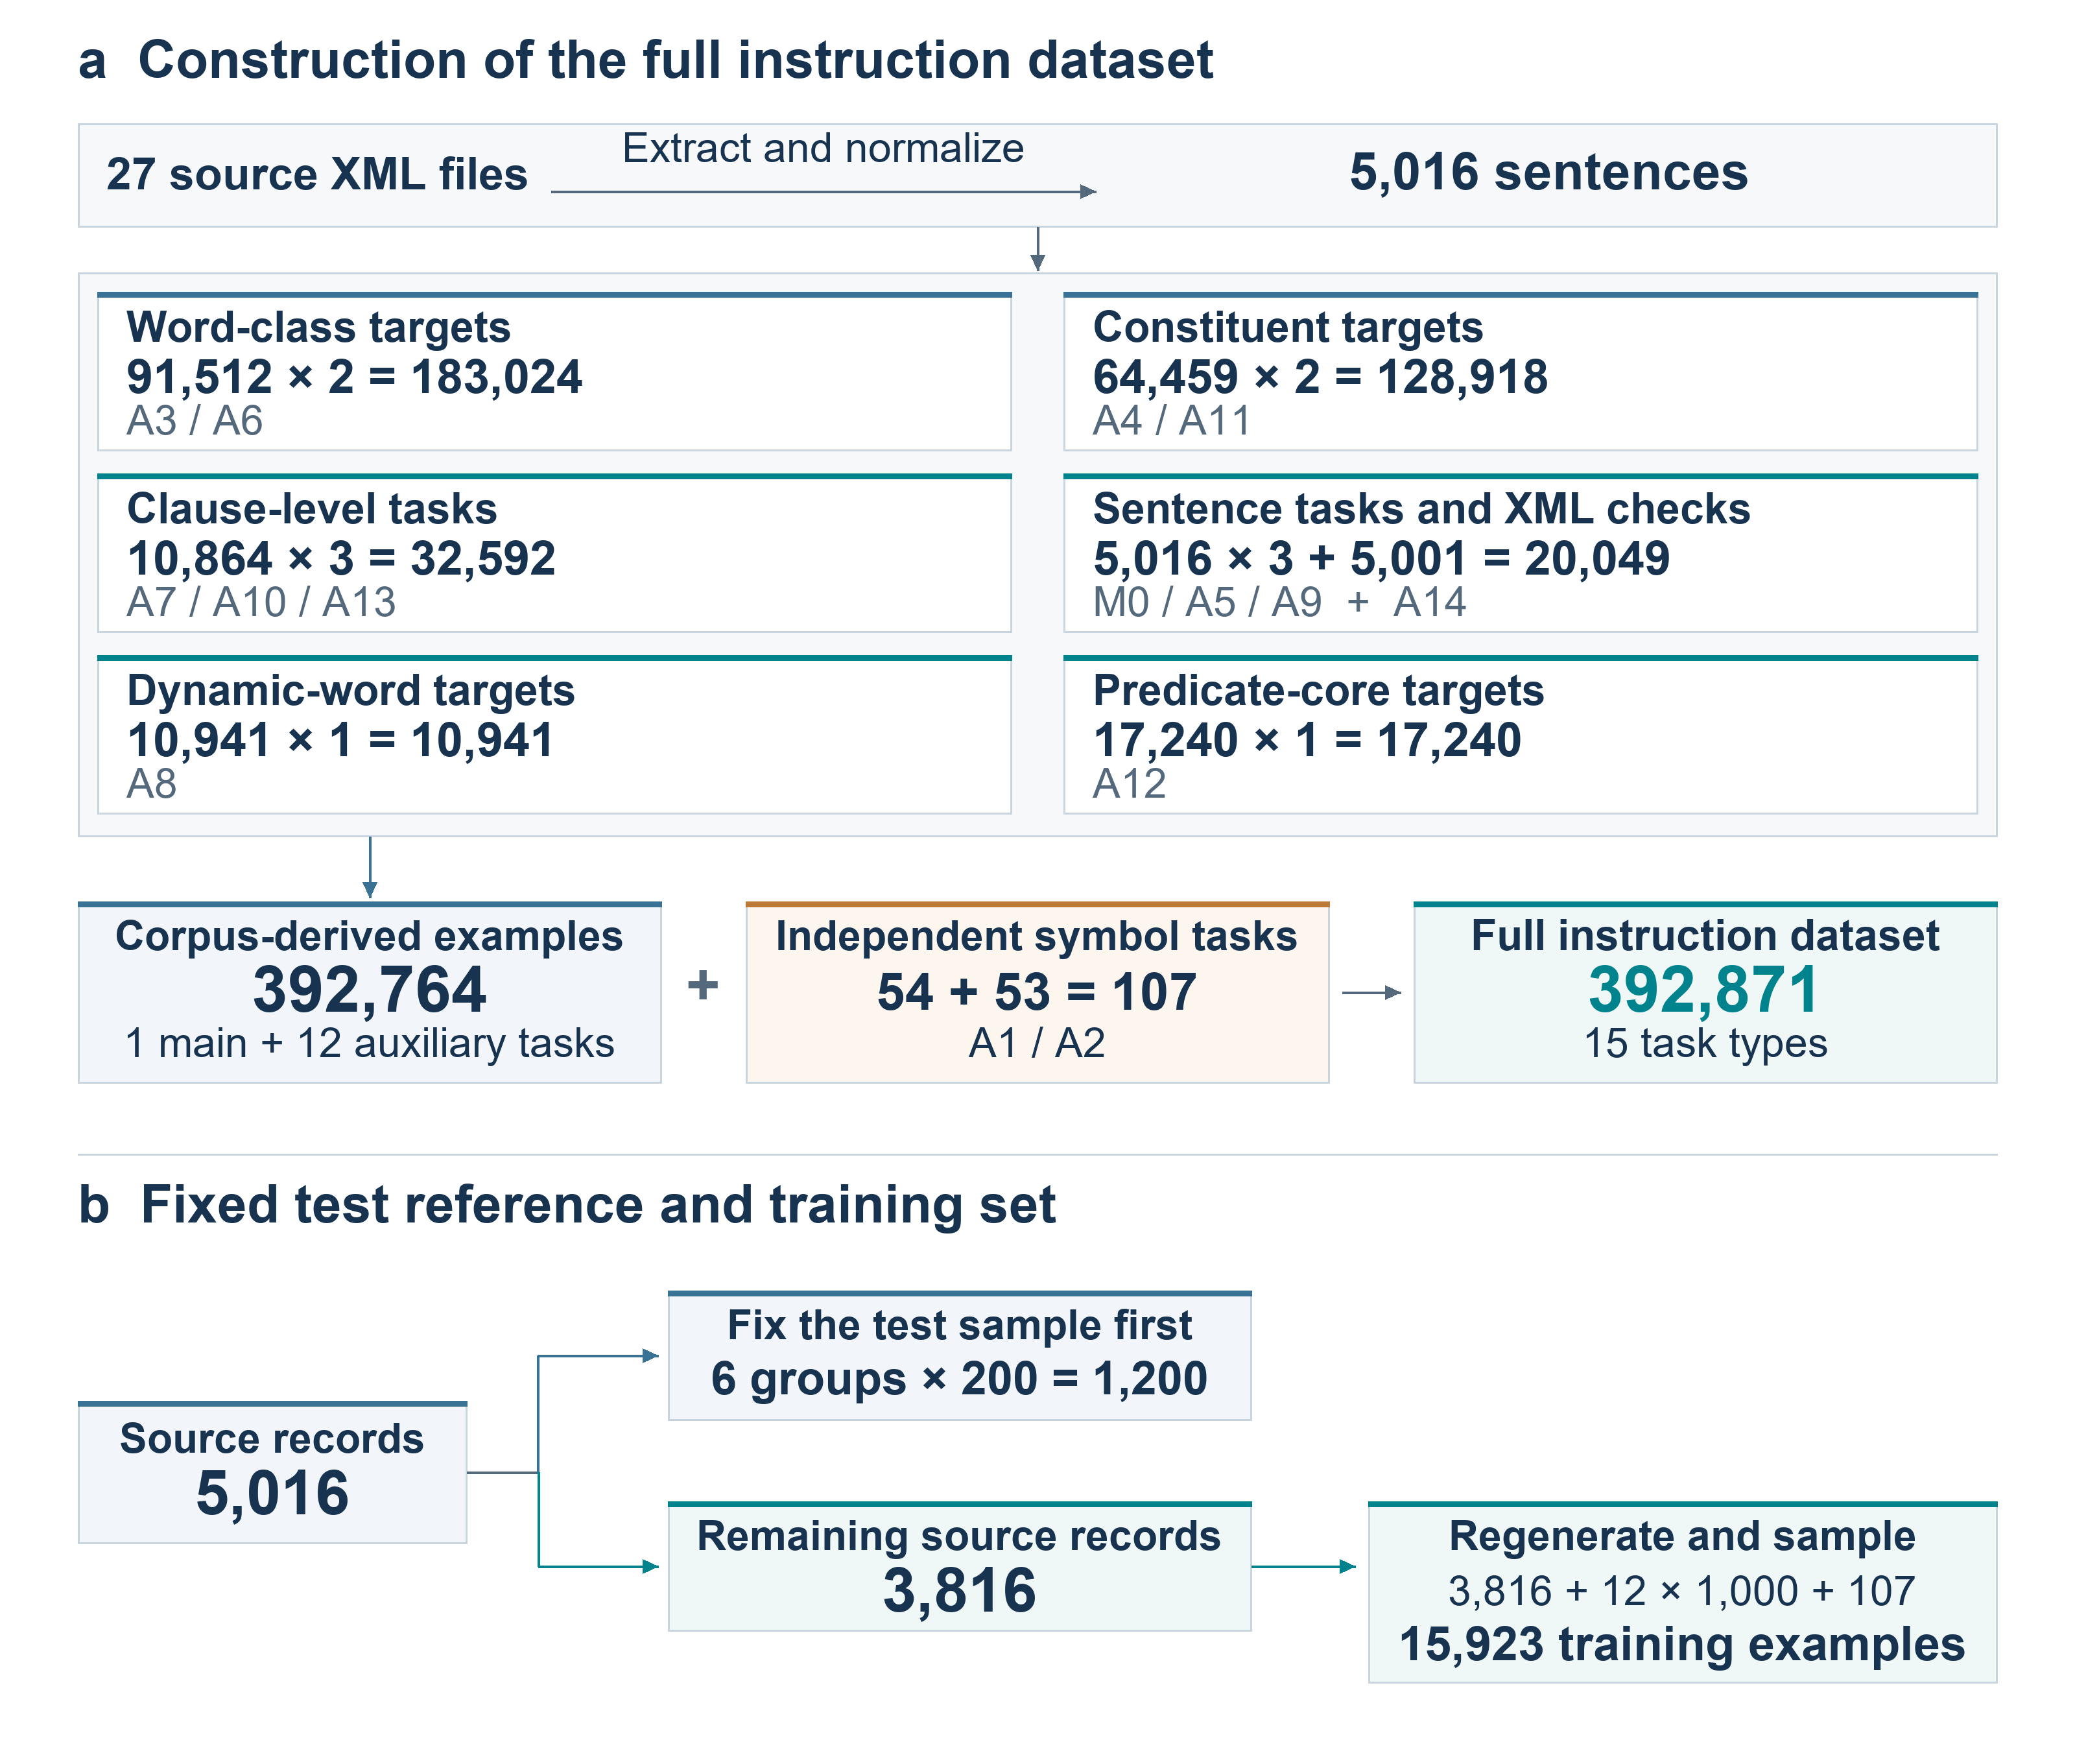 a Construction of the full instruction dataset
27 source XML files
Extract and normalize
5,016 sentences
Word-class targets
91,512 × 2 = 183,024
A3 / A6
Constituent targets
64,459 × 2 = 128,918
A4 / A11
Clause-level tasks
10,864 × 3 = 32,592
A7 / A10 / A13
Sentence tasks and XML checks
5,016 × 3 + 5,001 = 20,049
M0 / A5 / A9 + A14
Dynamic-word targets
10,941 × 1 = 10,941
A8
Predicate-core targets
17,240 × 1 = 17,240
A12
Corpus-derived examples
392,764
1 main + 12 auxiliary tasks
+
Independent symbol tasks
54 + 53 = 107
A1 / A2
Full instruction dataset
392,871
15 task types
b Fixed test reference and training set
Source records
5,016
Fix the test sample first
6 groups × 200 = 1,200
Remaining source records
3,816
Regenerate and sample
3,816 + 12 × 1,000 + 107
15,923 training examples